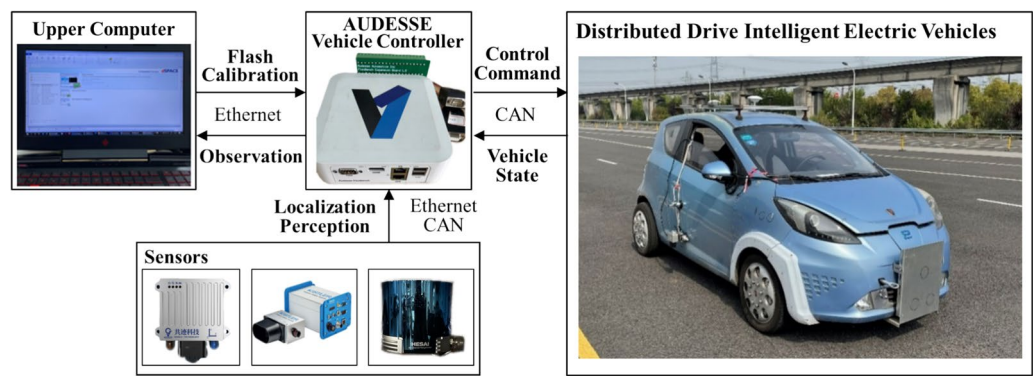 Upper Computer
Flash
Calibration
Ethernet
Observation
AUDESSE
Vehicle Controller
Control
Command
CAN
Vehicle
State
Localization
Perception
Ethernet
CAN
Sensors
HESAI
Distributed Drive Intelligent Electric Vehicles